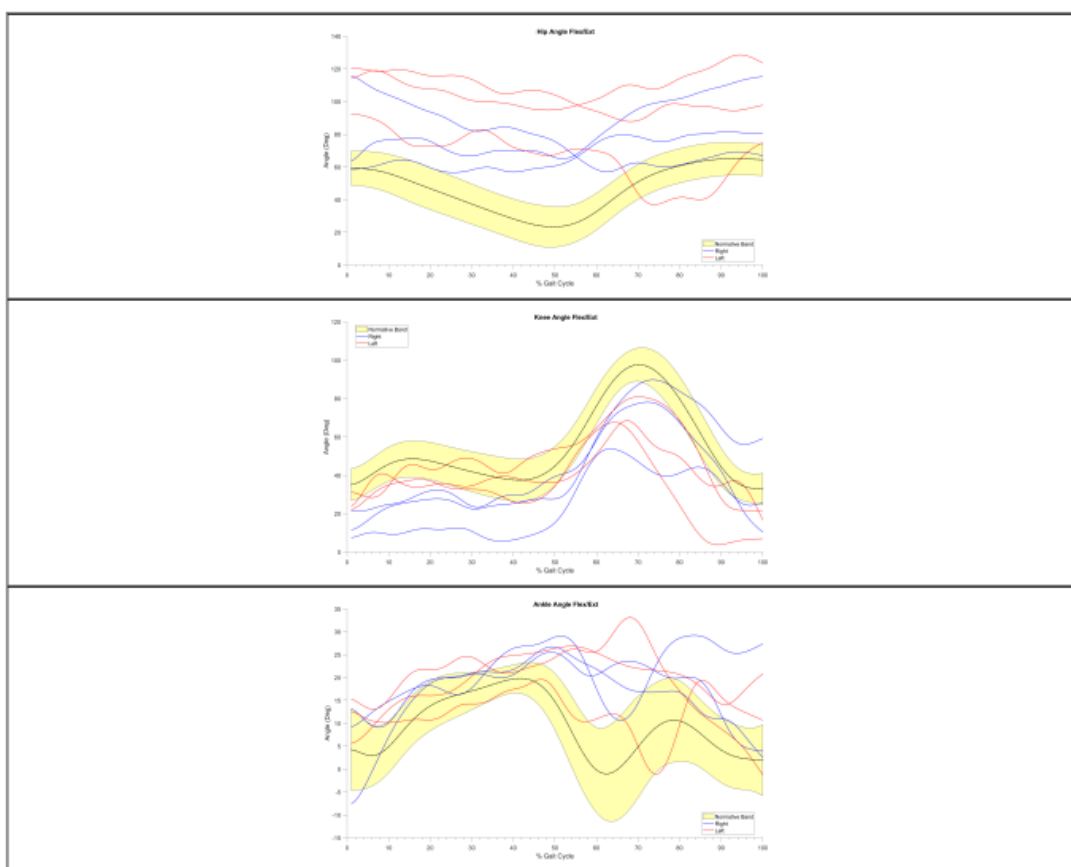 Hip Angle Flex/Ext
140
120
100
80
60
40
20
0
Angle (Deg)
0 10 20 30 40 50 60 70 80 90 100
% Gait Cycle
Normative Band
Right
Left
Knee Angle Flex/Ext
Normative Band
Right
Left
120
100
80
60
40
20
0
Angle (Deg)
0 10 20 30 40 50 60 70 80 90 100
% Gait Cycle
Ankle Angle Flex/Ext
35
30
25
20
15
10
5
0
-5
-10
-15
Angle (Deg)
0 10 20 30 40 50 60 70 80 90 100
% Gait Cycle
Normative Band
Right
Left